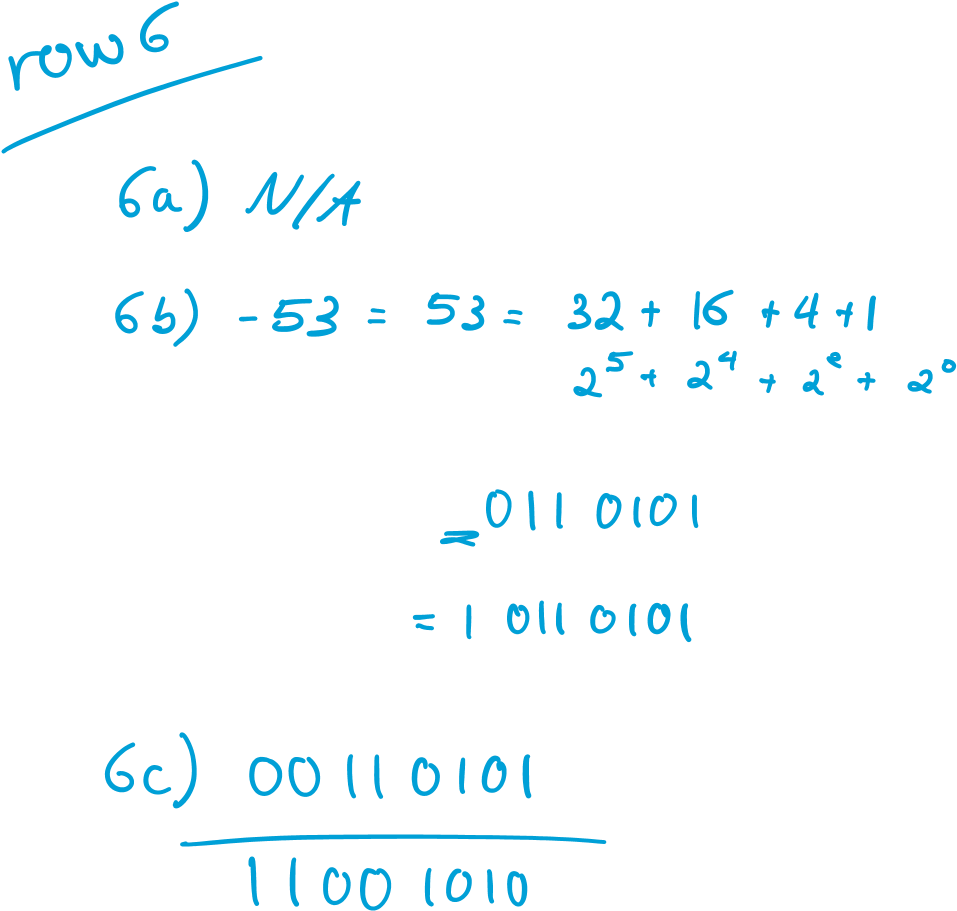 row 6
6a) N/A
6b) -53 = 53 = 32 + 16 + 4 + 1
2^5 + 2^4 + 2^2 + 2^0
= 011 0101
= 1 011 0101
6c) 0011 0101
1100 1010